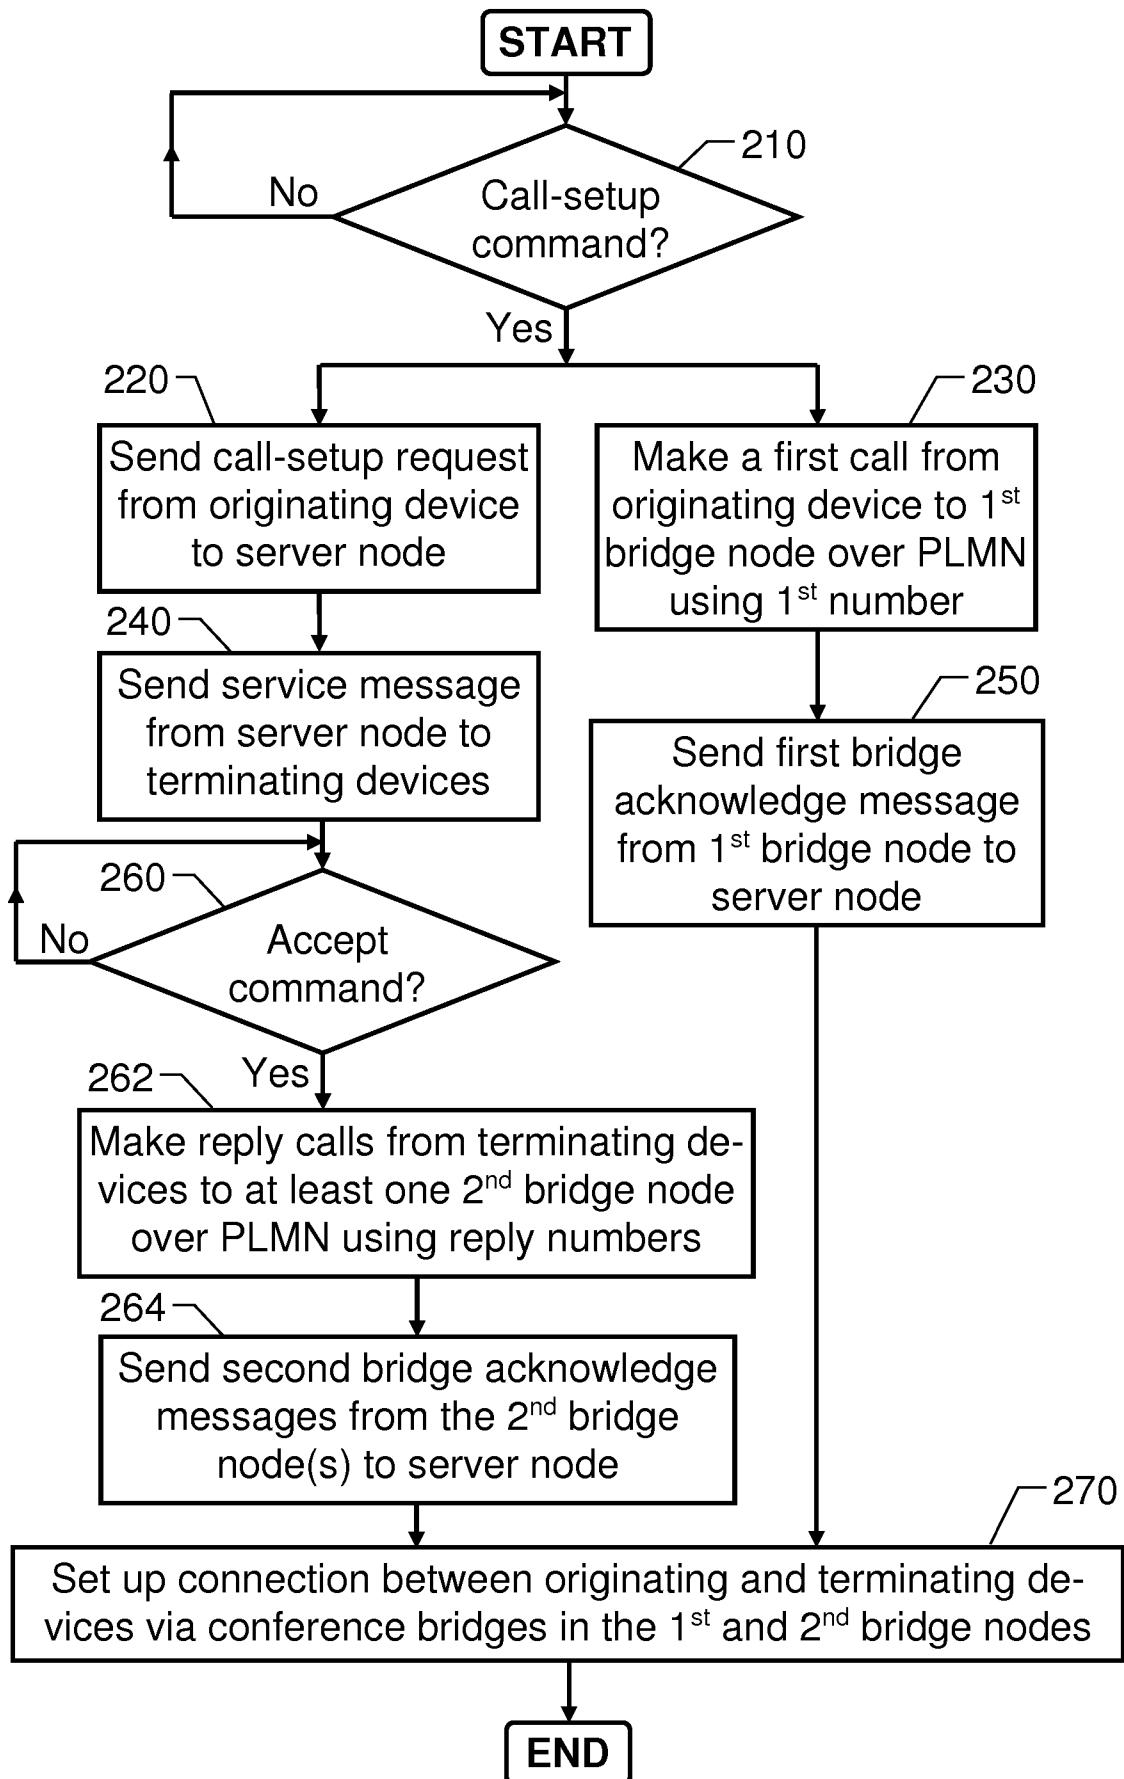 START
210
Call-setup
command?
No
Yes
220
Send call-setup request
from originating device
to server node
230
Make a first call from
originating device to 1st
bridge node over PLMN
using 1st number
240
Send service message
from server node to
terminating devices
250
Send first bridge
acknowledge message
from 1st bridge node to
server node
260
Accept
command?
No
Yes
262
Make reply calls from terminating de-
vices to at least one 2nd bridge node
over PLMN using reply numbers
264
Send second bridge acknowledge
messages from the 2nd bridge
node(s) to server node
270
Set up connection between originating and terminating de-
vices via conference bridges in the 1st and 2nd bridge nodes
END